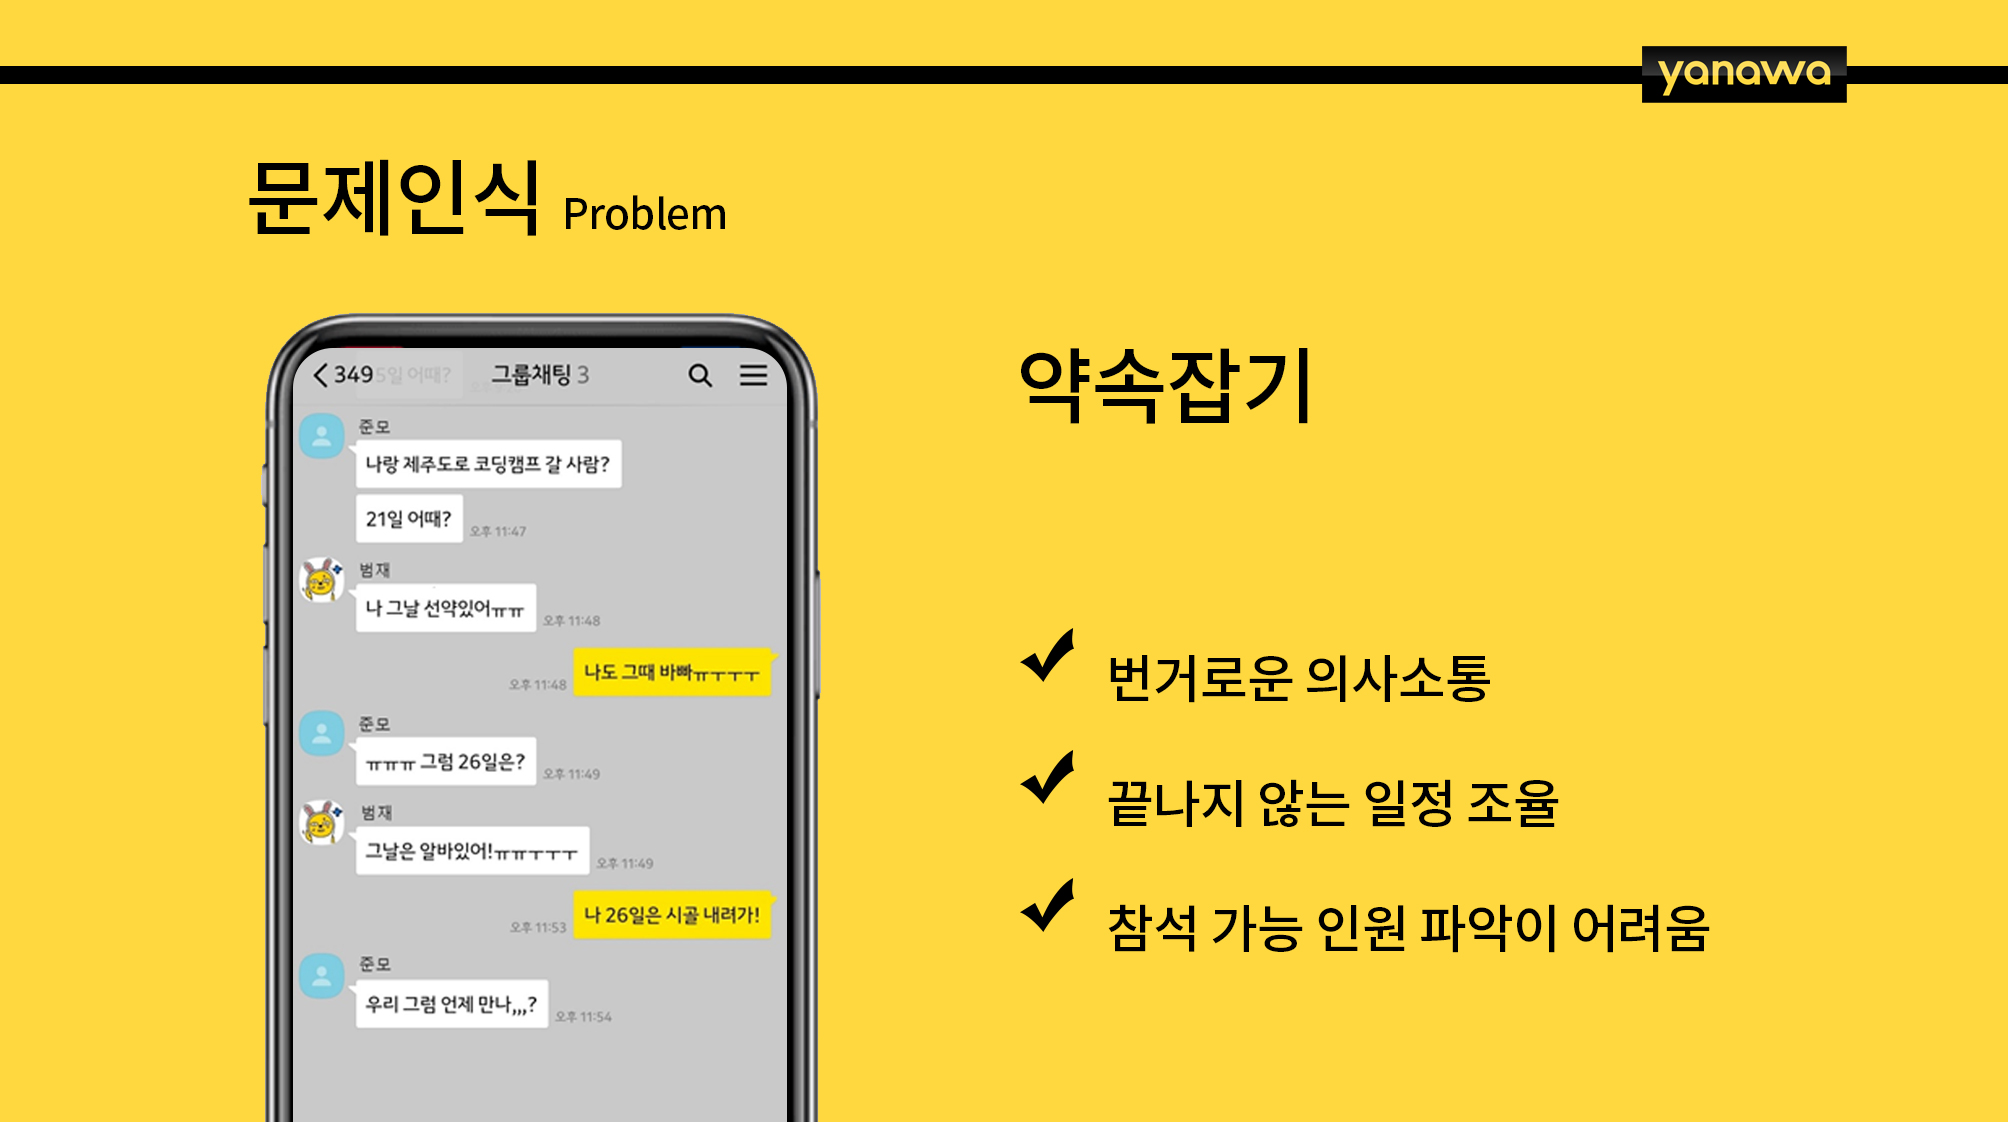 yanawa
문제인식 Problem
349 5일 어때? 그룹채팅 3
준모
나랑 제주도로 코딩캠프 갈 사람?
21일 어때? 오후 11:47
범재
나 그날 선약있어ㅠㅠ 오후 11:48
오후 11:48 나도 그때 바빠ㅠㅜㅜㅜ
준모
ㅠㅠㅠ 그럼 26일은? 오후 11:49
범재
그날은 알바있어!ㅠㅠㅜㅜㅜ 오후 11:49
오후 11:53 나 26일은 시골 내려가!
준모
우리 그럼 언제 만나,,,? 오후 11:54
약속잡기
번거로운 의사소통
끝나지 않는 일정 조율
참석 가능 인원 파악이 어려움